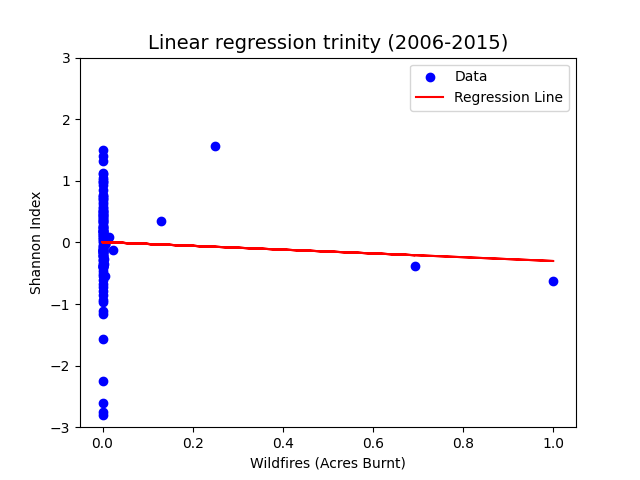 Linear regression trinity (2006-2015)
Data
Regression Line
3
2
1
0
−1
−2
−3
Shannon Index
0.0 0.2 0.4 0.6 0.8 1.0
Wildfires (Acres Burnt)